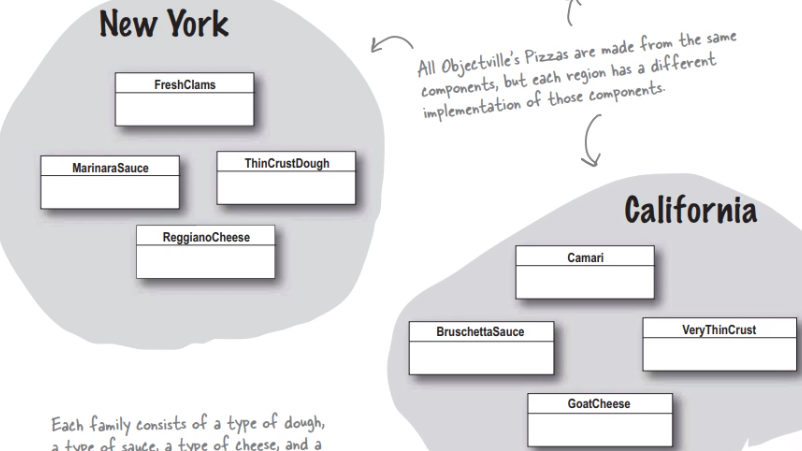 New York
All Objectville's Pizzas are made from the same
components, but each region has a different
implementation of those components.
FreshClams
MarinaraSauce
ThinCrustDough
ReggianoCheese
California
Camari
BruschettaSauce
VeryThinCrust
GoatCheese
Each family consists of a type of dough,
a type of sauce, a type of cheese, and a